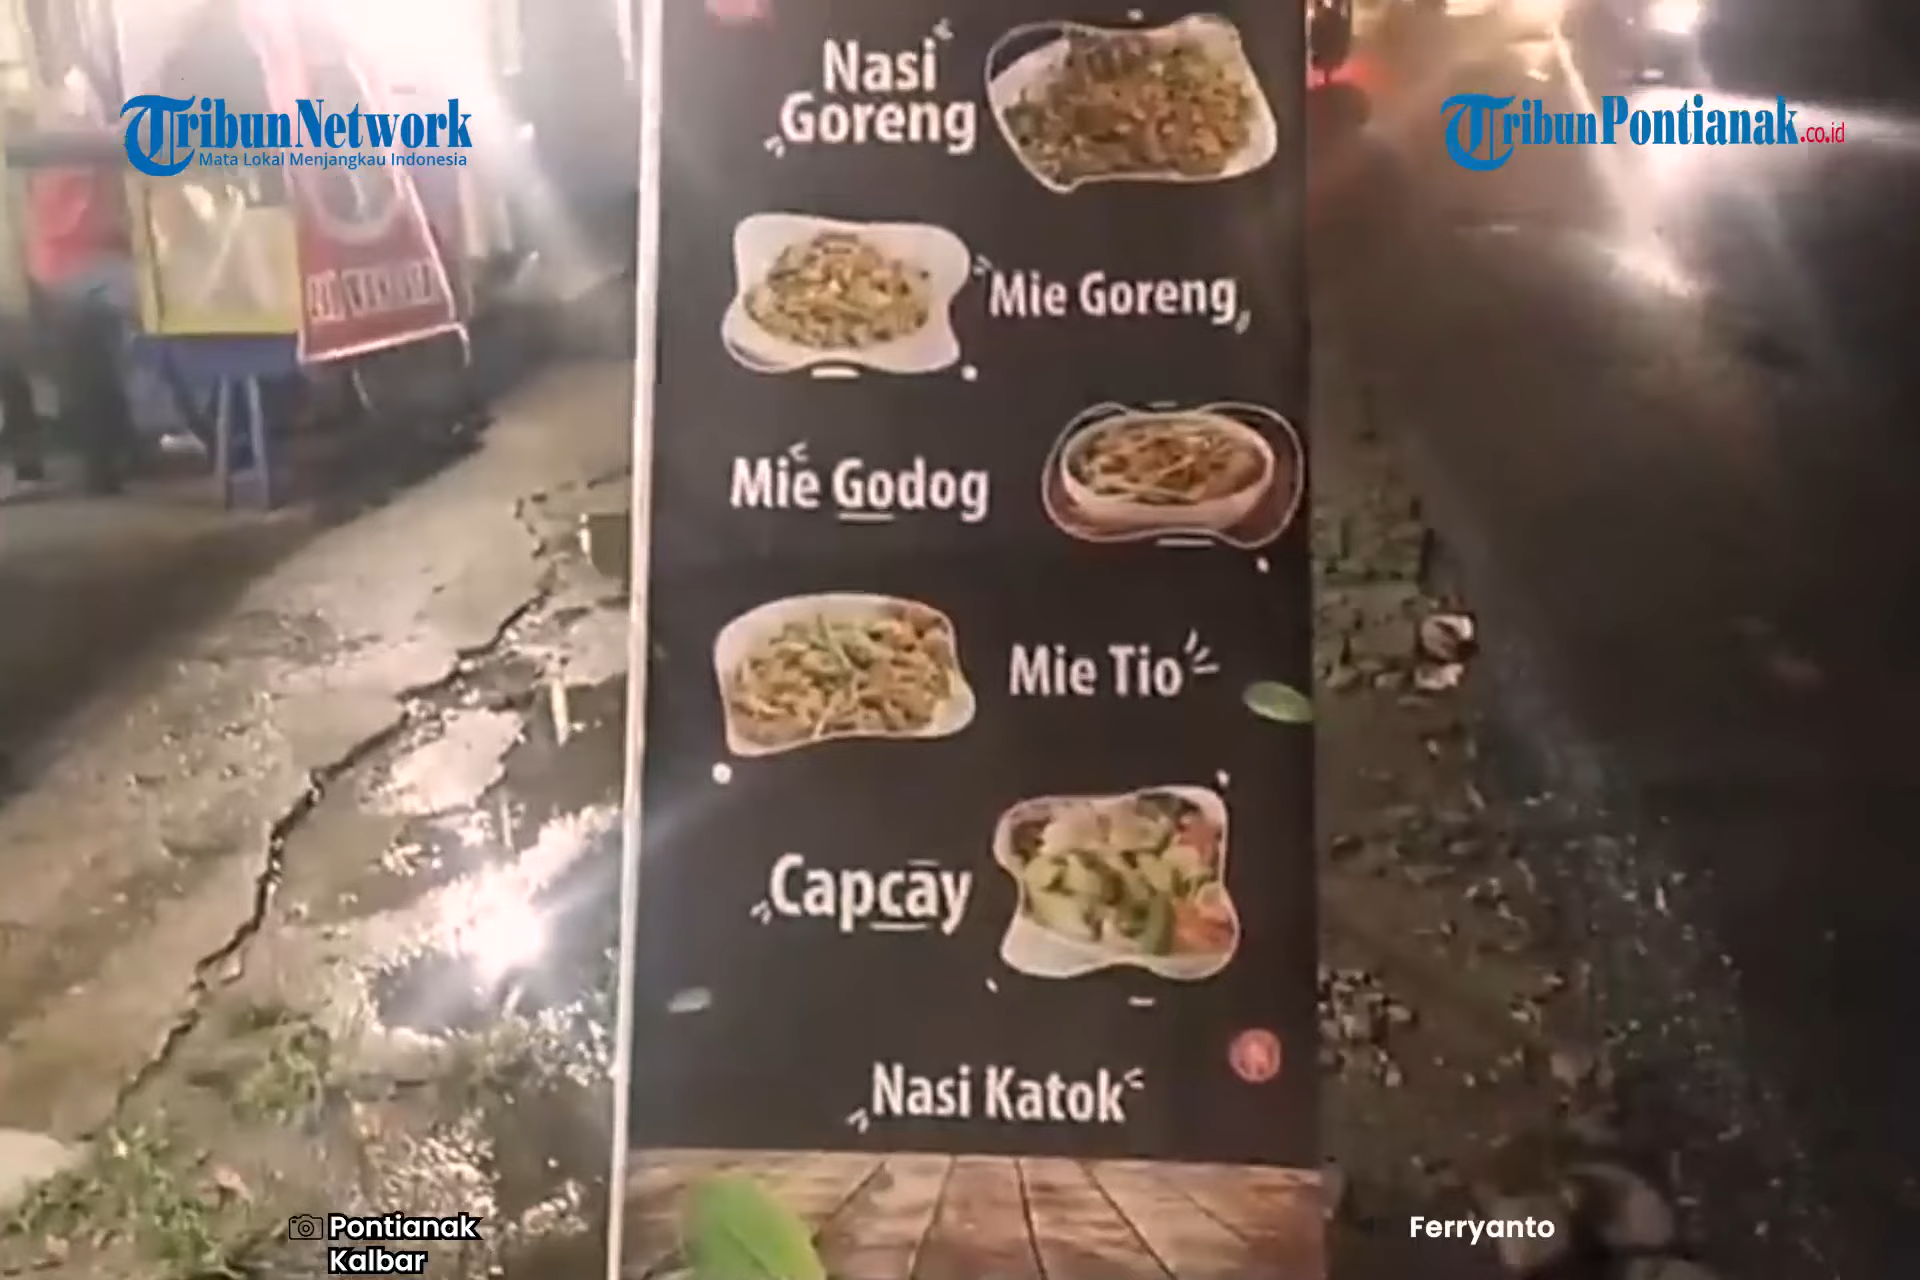 TribunNetwork
Mata Lokal Menjangkau Indonesia
TribunPontianak.co.id
Nasi
Goreng
Mie Goreng
Mie Godog
Mie Tio
Capcay
Nasi Katok
Pontianak
Kalbar
Ferryanto